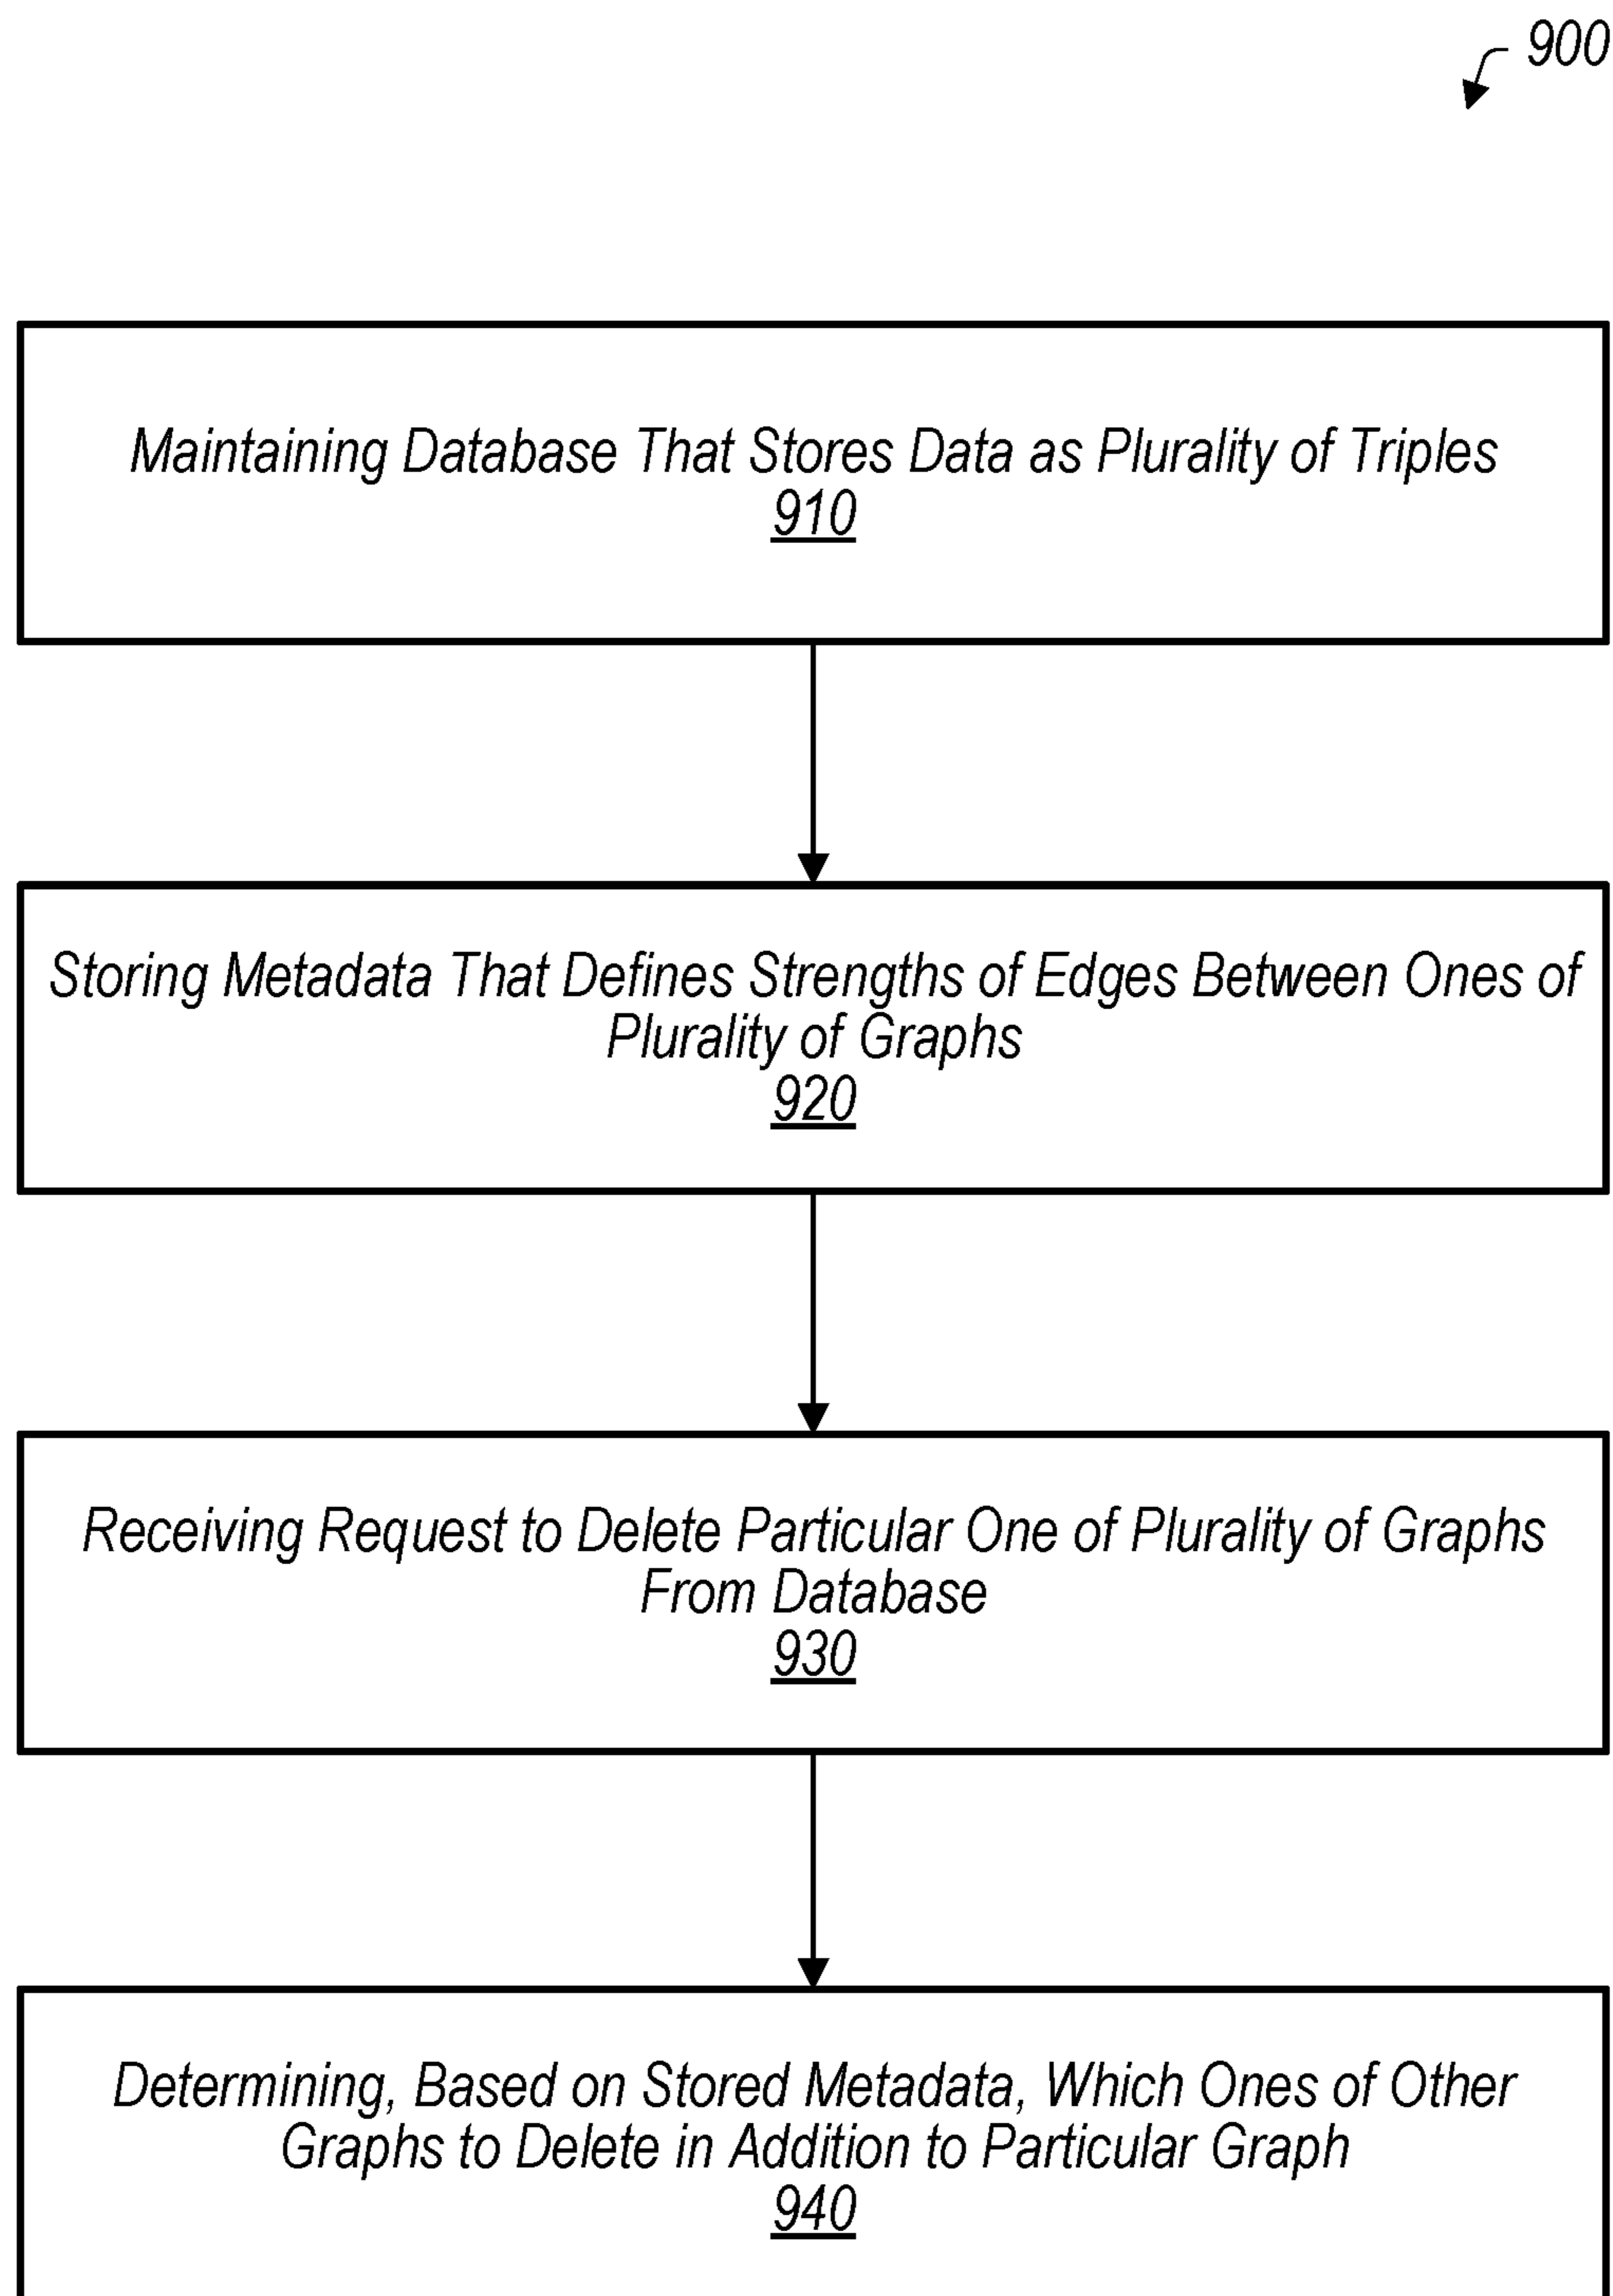 900
Maintaining Database That Stores Data as Plurality of Triples
910
Storing Metadata That Defines Strengths of Edges Between Ones of
Plurality of Graphs
920
Receiving Request to Delete Particular One of Plurality of Graphs
From Database
930
Determining, Based on Stored Metadata, Which Ones of Other
Graphs to Delete in Addition to Particular Graph
940